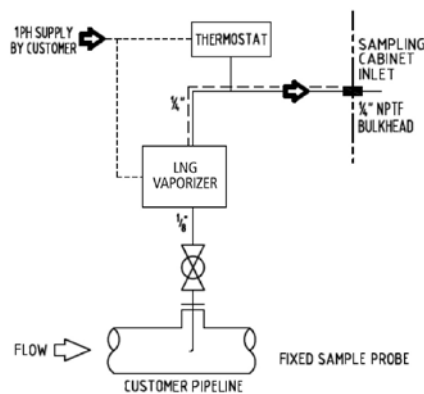 1PH SUPPLY
BY CUSTOMER
THERMOSTAT
SAMPLING
CABINET
INLET
¼"
¼" NPTF
BULKHEAD
LNG
VAPORIZER
⅛"
FLOW
FIXED SAMPLE PROBE
CUSTOMER PIPELINE